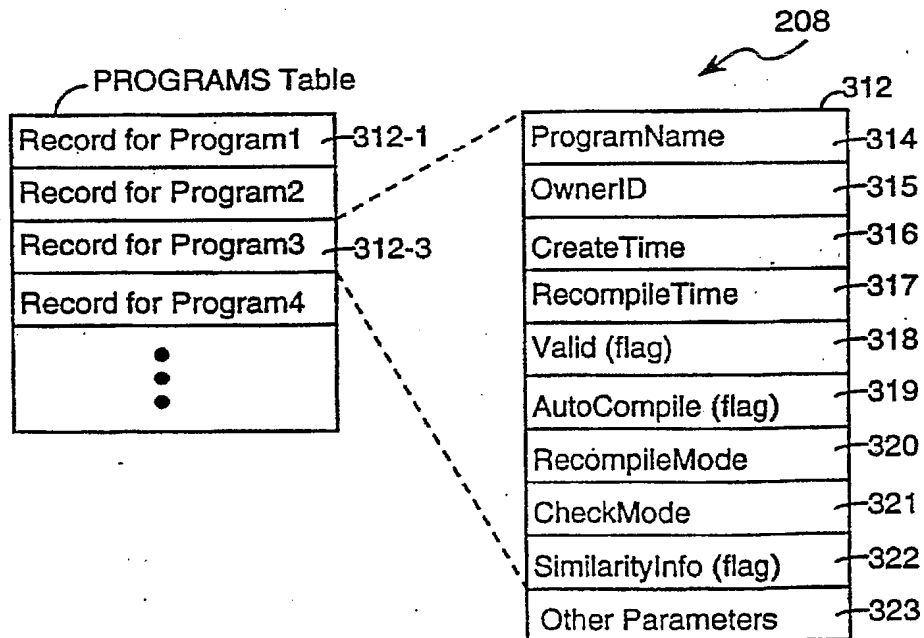 208
PROGRAMS Table
312
Record for Program1 312-1
Record for Program2
Record for Program3 312-3
Record for Program4
ProgramName 314
OwnerID 315
CreateTime 316
RecompileTime 317
Valid (flag) 318
AutoCompile (flag) 319
RecompileMode 320
CheckMode 321
SimilarityInfo (flag) 322
Other Parameters 323